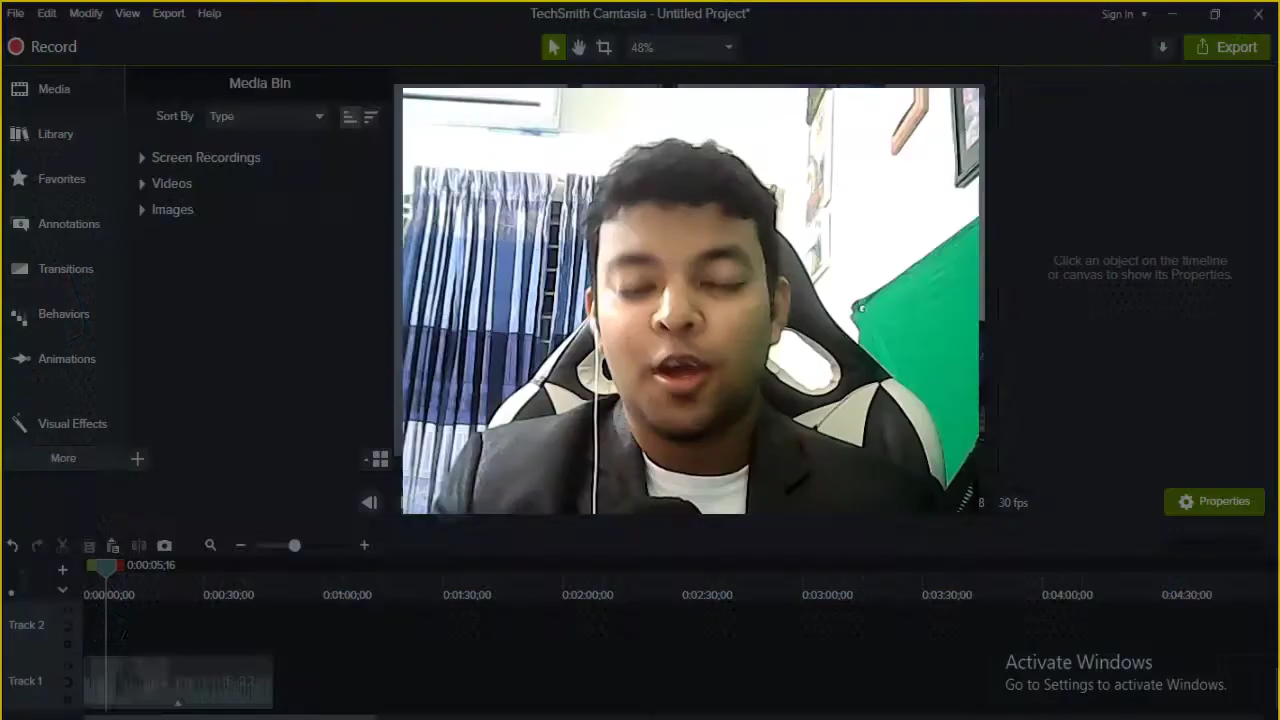 File Edit Modify View Export Help
TechSmith Camtasia - Untitled Project*
Sign In
Record
48%
Export
Media
Library
Favorites
Annotations
Transitions
Behaviors
Animations
Visual Effects
More
Media Bin
Sort By Type
Screen Recordings
Videos
Images
Click an object on the timeline
or canvas to show its Properties.
30 fps
Properties
0:00:05;16
0:00:00;00 0:00:30;00 0:01:00;00 0:01:30;00 0:02:00;00 0:02:30;00 0:03:00;00 0:03:30;00 0:04:00;00 0:04:30;00
Track 2
Track 1
Activate Windows
Go to Settings to activate Windows.